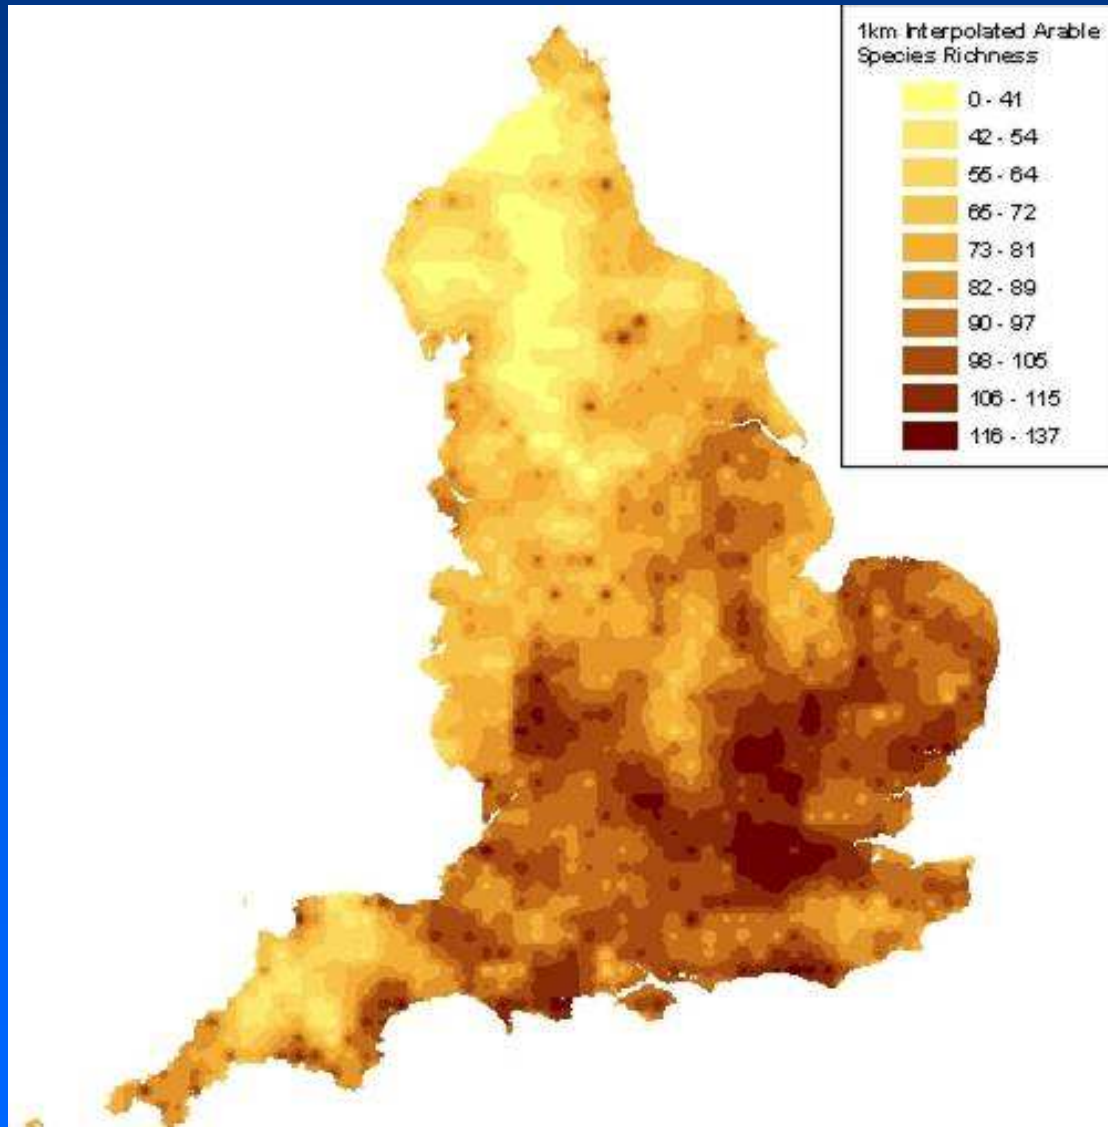 1km Interpolated Arable
Species Richness
0 - 41
42 - 54
55 - 64
65 - 72
73 - 81
82 - 89
90 - 97
98 - 105
106 - 115
116 - 137